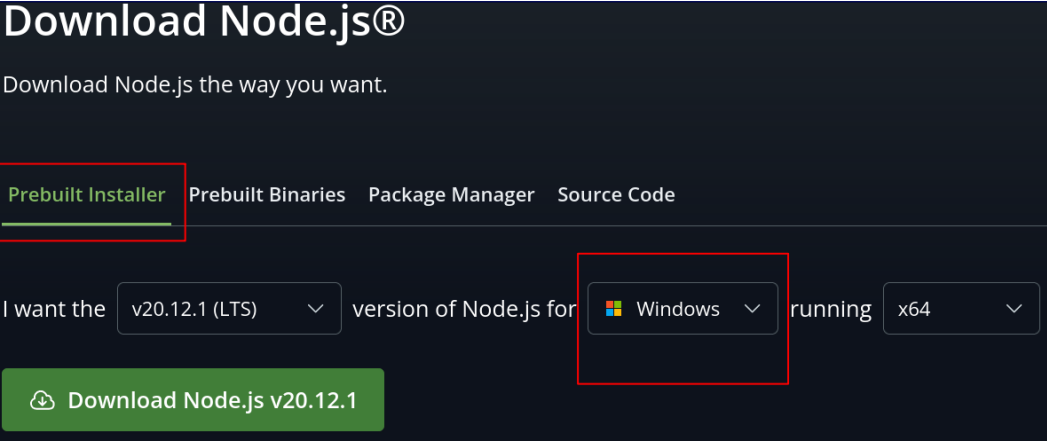 Download Node.js®
Download Node.js the way you want.
Prebuilt Installer Prebuilt Binaries Package Manager Source Code
I want the v20.12.1 (LTS) version of Node.js for Windows running x64
Download Node.js v20.12.1